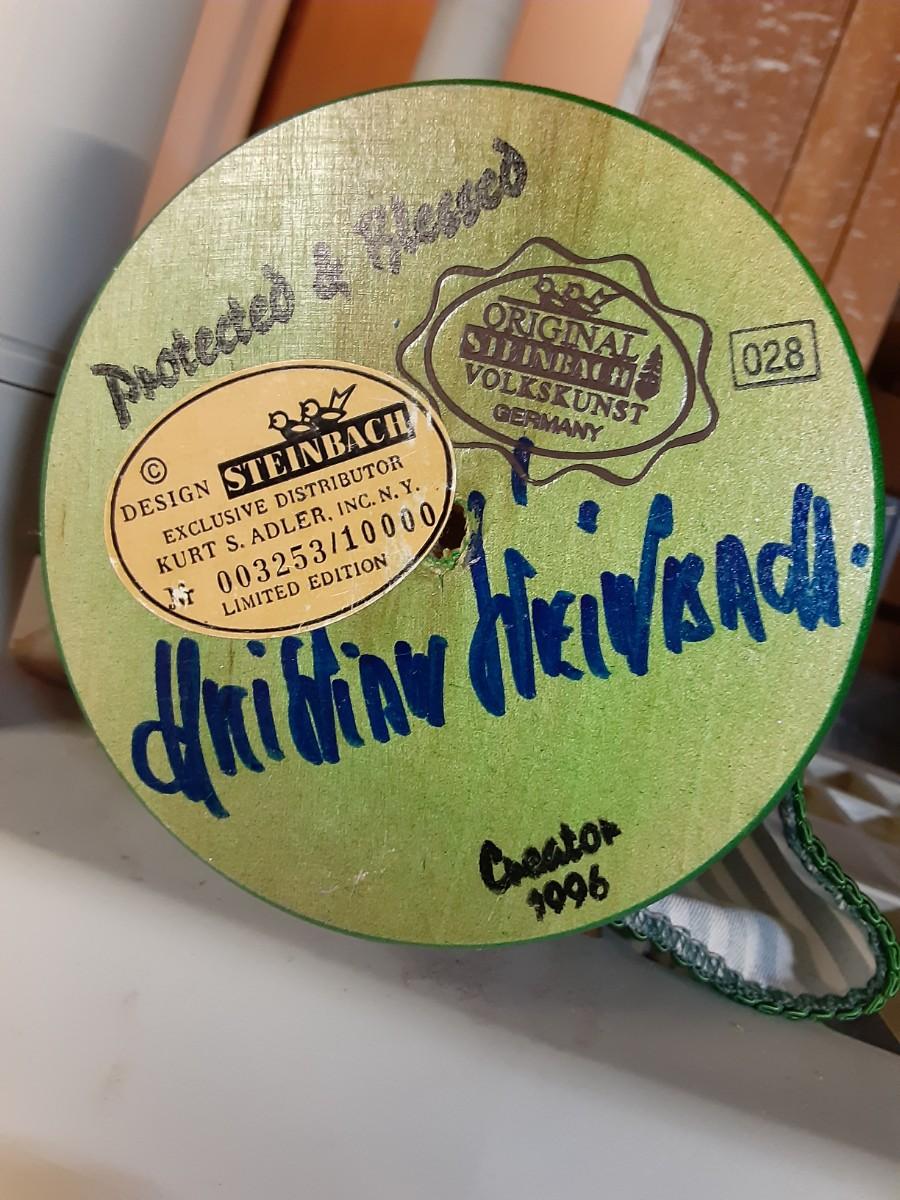 Protected & Blessed
ORIGINAL
STEINBACH
VOLKSKUNST
GERMANY
028
© DESIGN STEINBACH
EXCLUSIVE DISTRIBUTOR
KURT S. ADLER, INC. N.Y.
Nr 003253/10000
LIMITED EDITION
Christian Steinbach.
Creator
1996